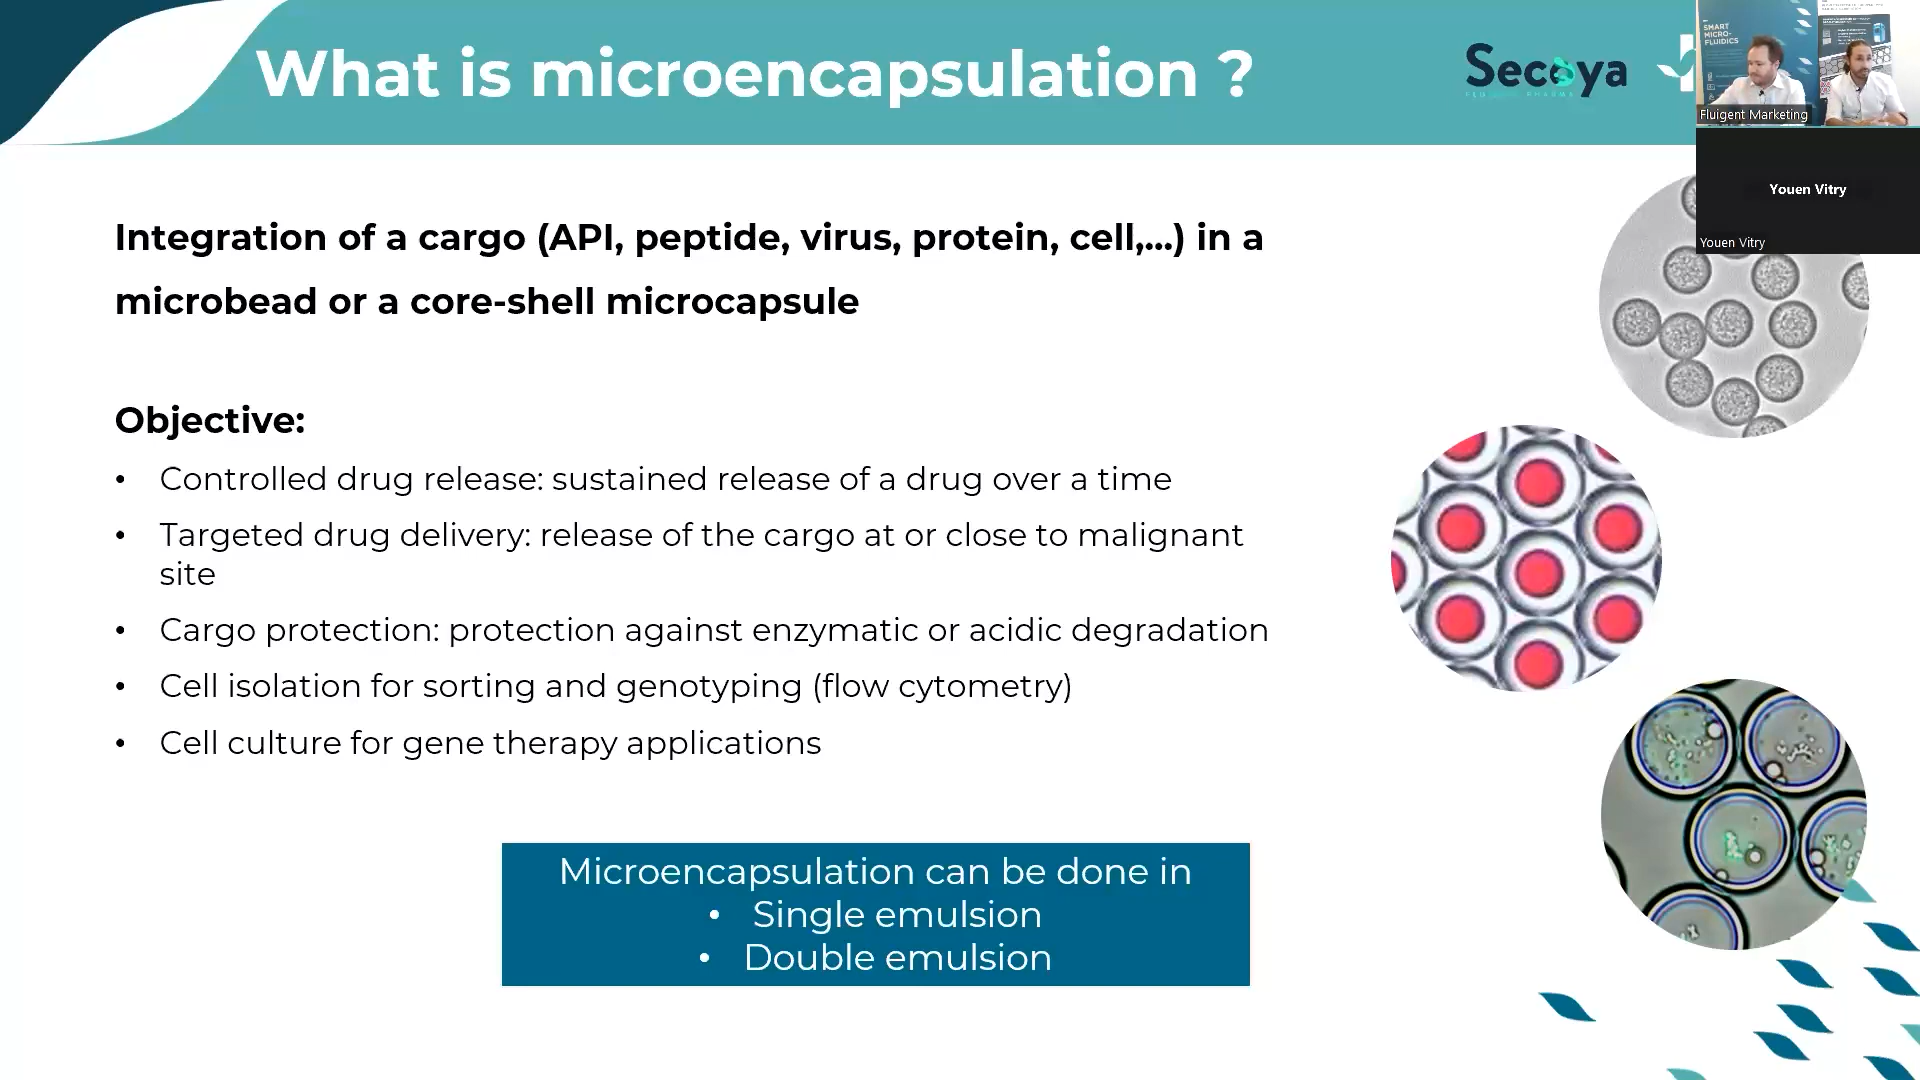 What is microencapsulation ?
Secoya
SMART
MICRO-
FLUIDICS
Fluigent Marketing
Youen Vitry
Youen Vitry
Integration of a cargo (API, peptide, virus, protein, cell,...) in a
microbead or a core-shell microcapsule
Objective:
• Controlled drug release: sustained release of a drug over a time
• Targeted drug delivery: release of the cargo at or close to malignant
site
• Cargo protection: protection against enzymatic or acidic degradation
• Cell isolation for sorting and genotyping (flow cytometry)
• Cell culture for gene therapy applications
Microencapsulation can be done in
• Single emulsion
• Double emulsion